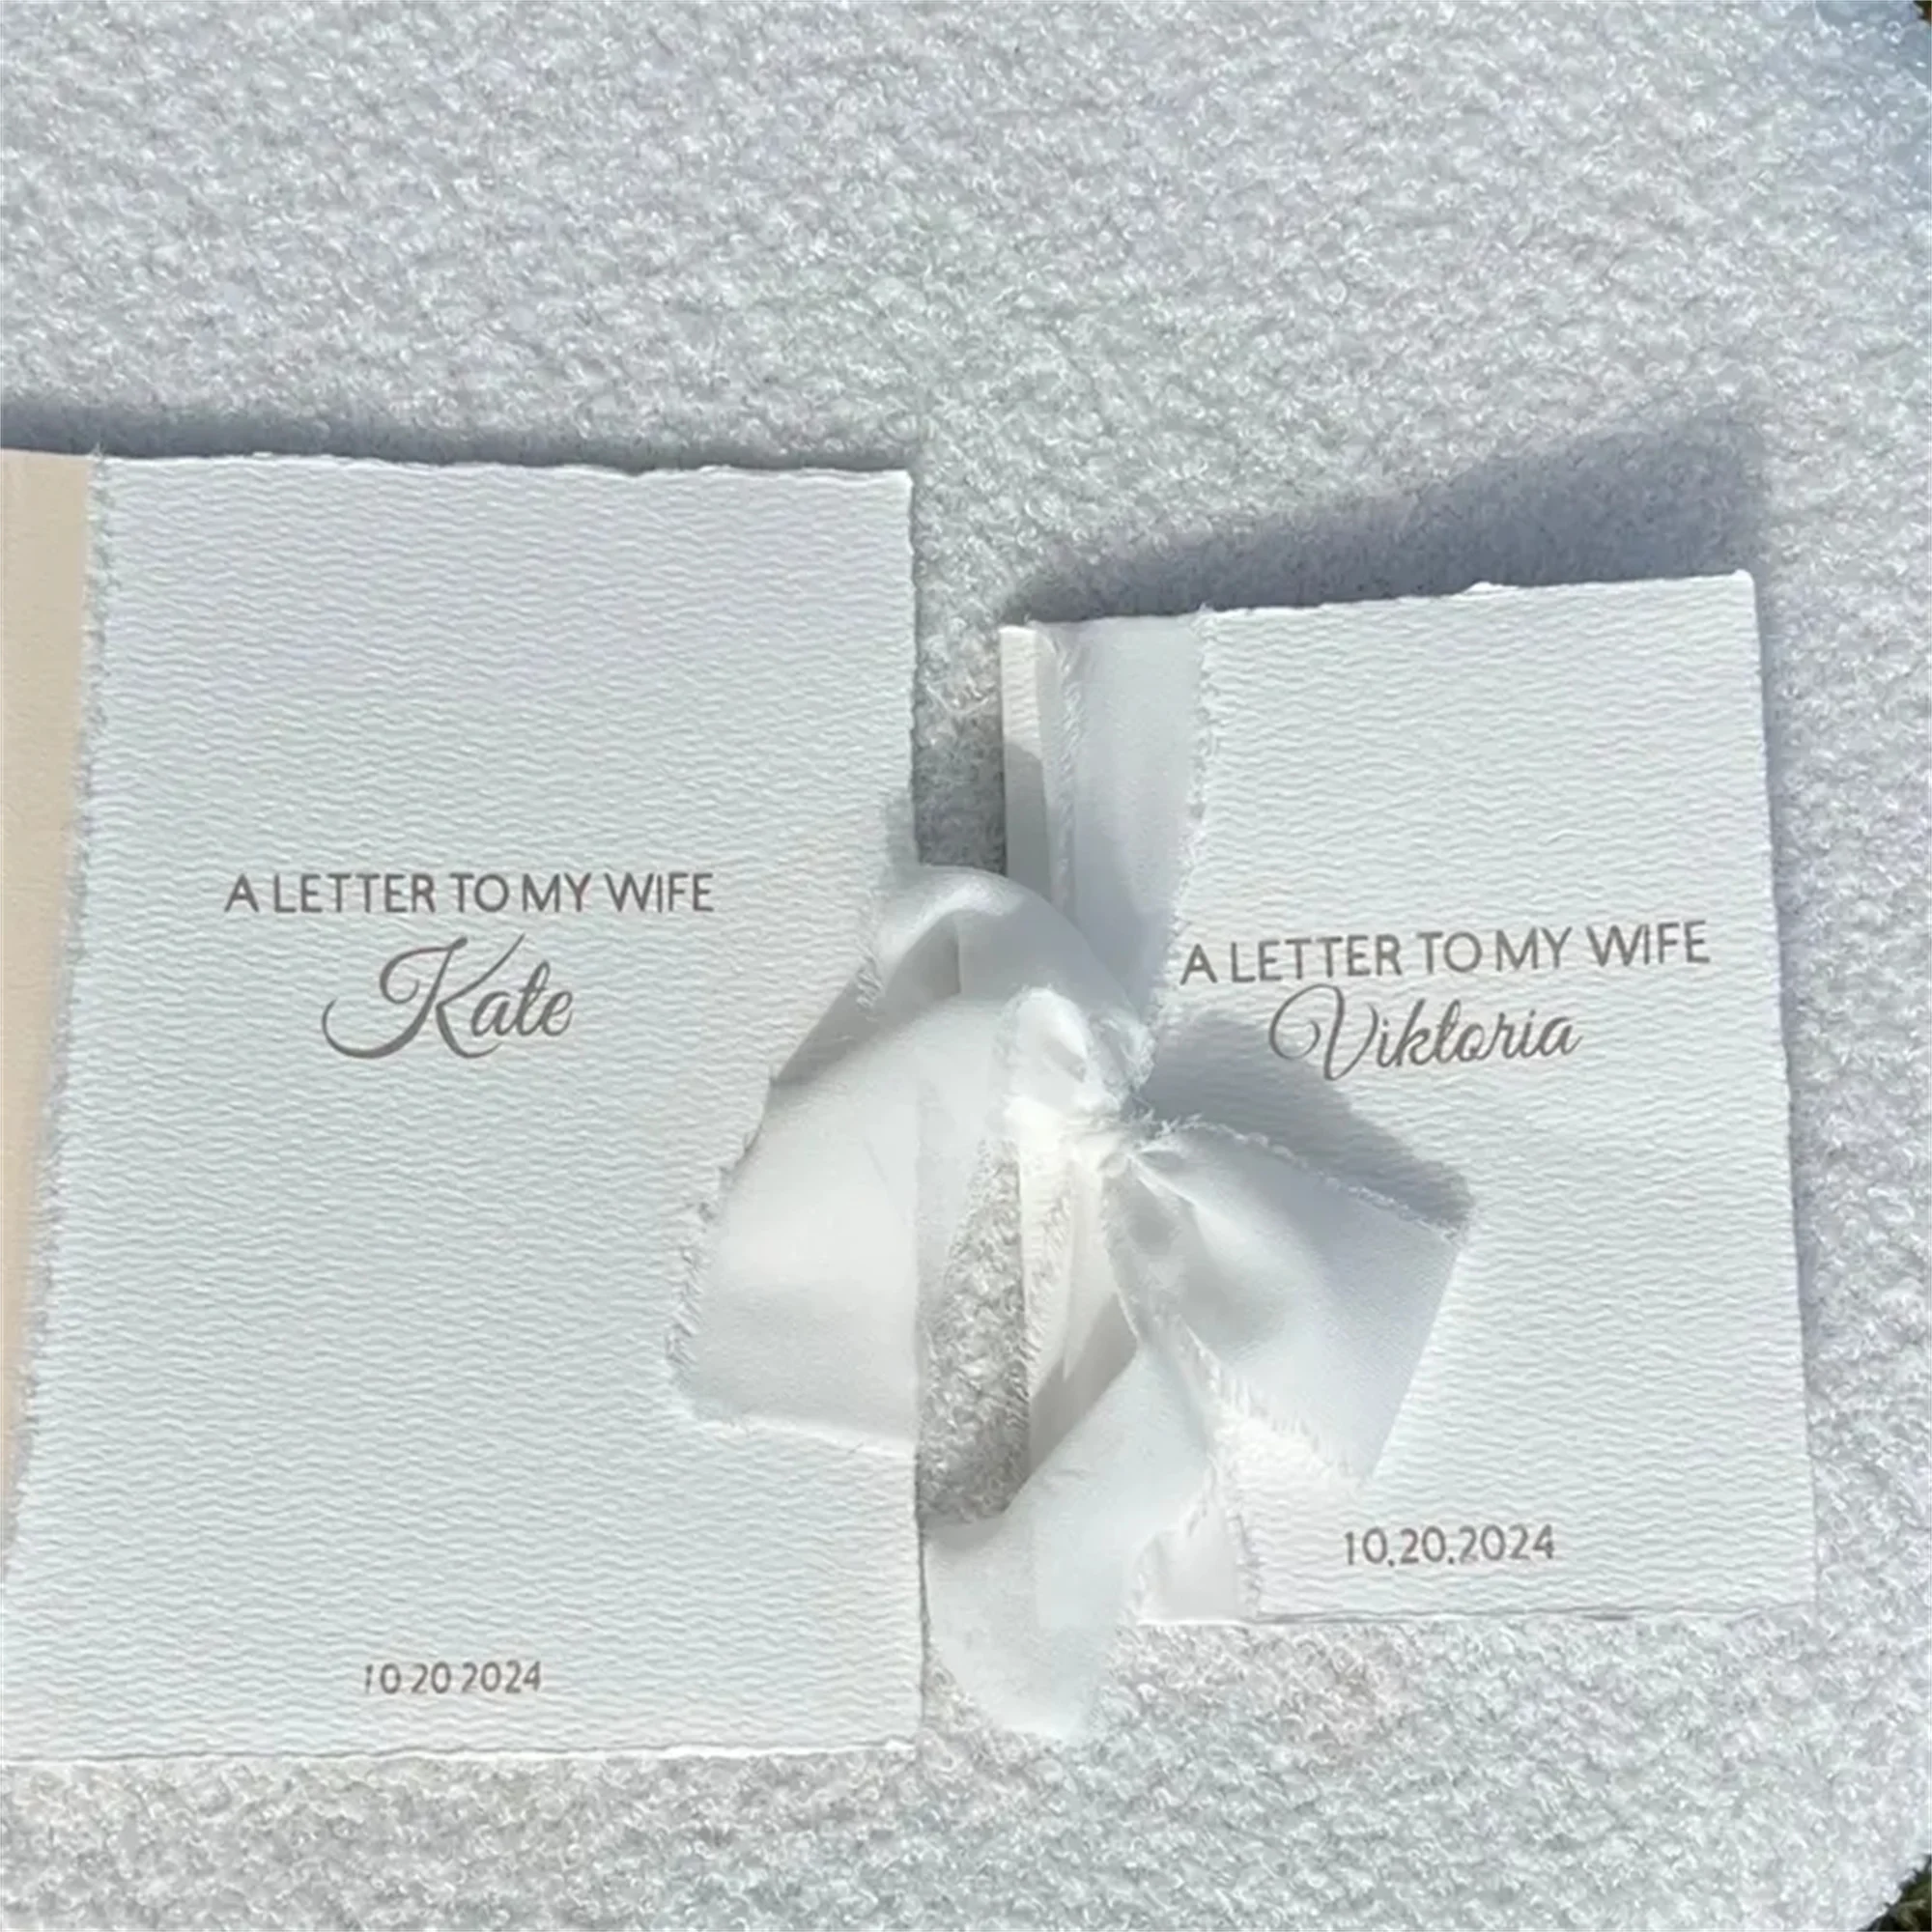 A LETTER TO MY WIFE
Kate
10 20 2024
A LETTER TO MY WIFE
Viktoria
10.20.2024